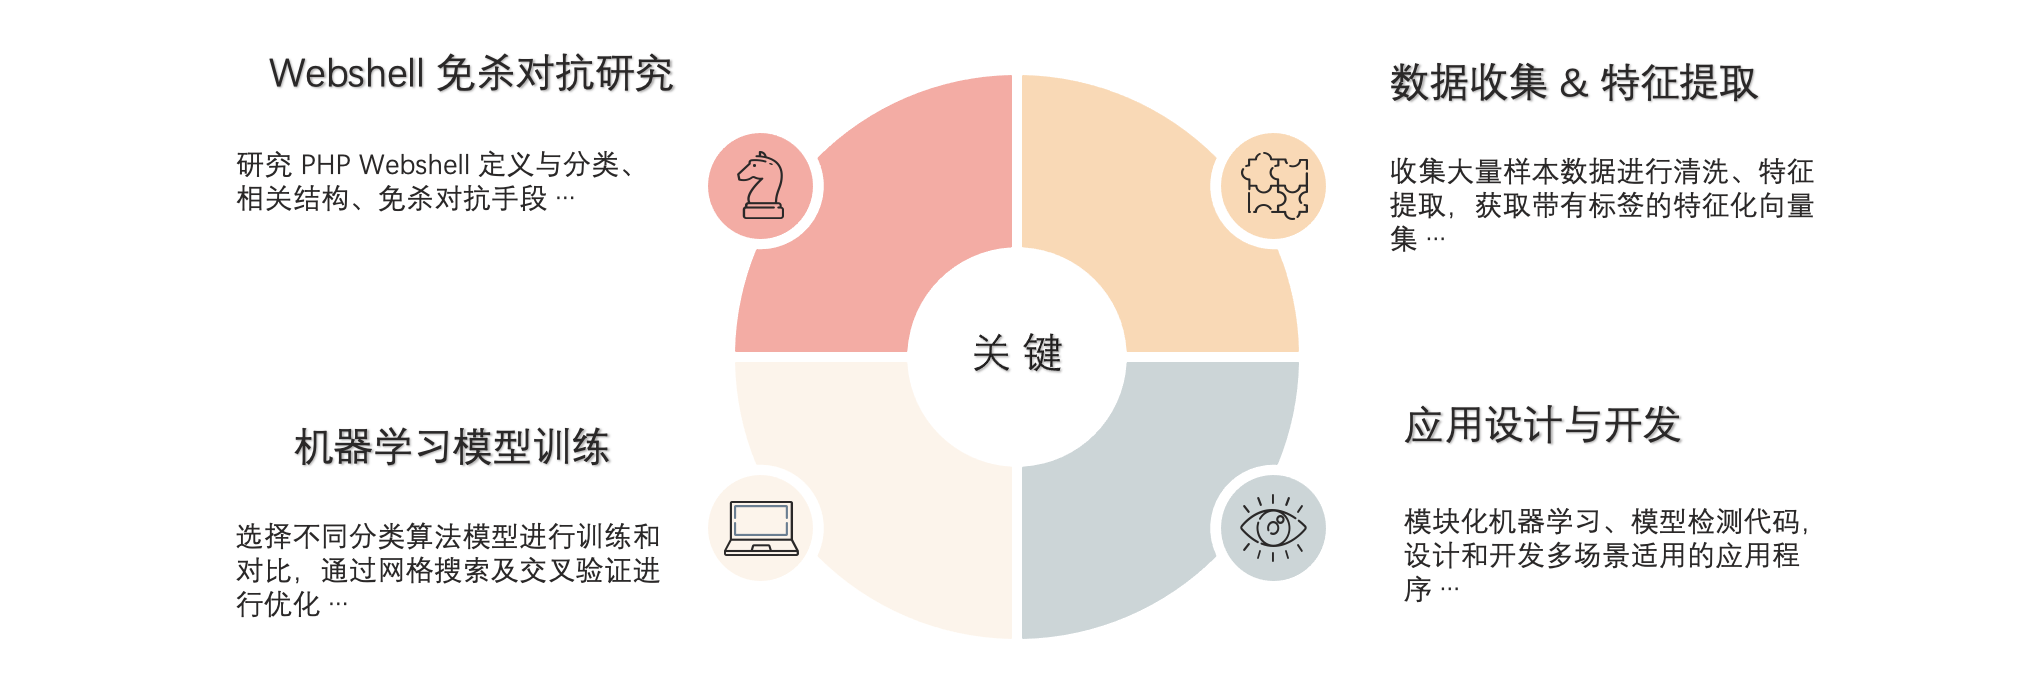 Webshell 免杀对抗研究
研究 PHP Webshell 定义与分类、
相关结构、免杀对抗手段 ···
数据收集 & 特征提取
收集大量样本数据进行清洗、特征
提取，获取带有标签的特征化向量
集 ···
关 键
机器学习模型训练
选择不同分类算法模型进行训练和
对比，通过网格搜索及交叉验证进
行优化 ···
应用设计与开发
模块化机器学习、模型检测代码，
设计和开发多场景适用的应用程
序 ···